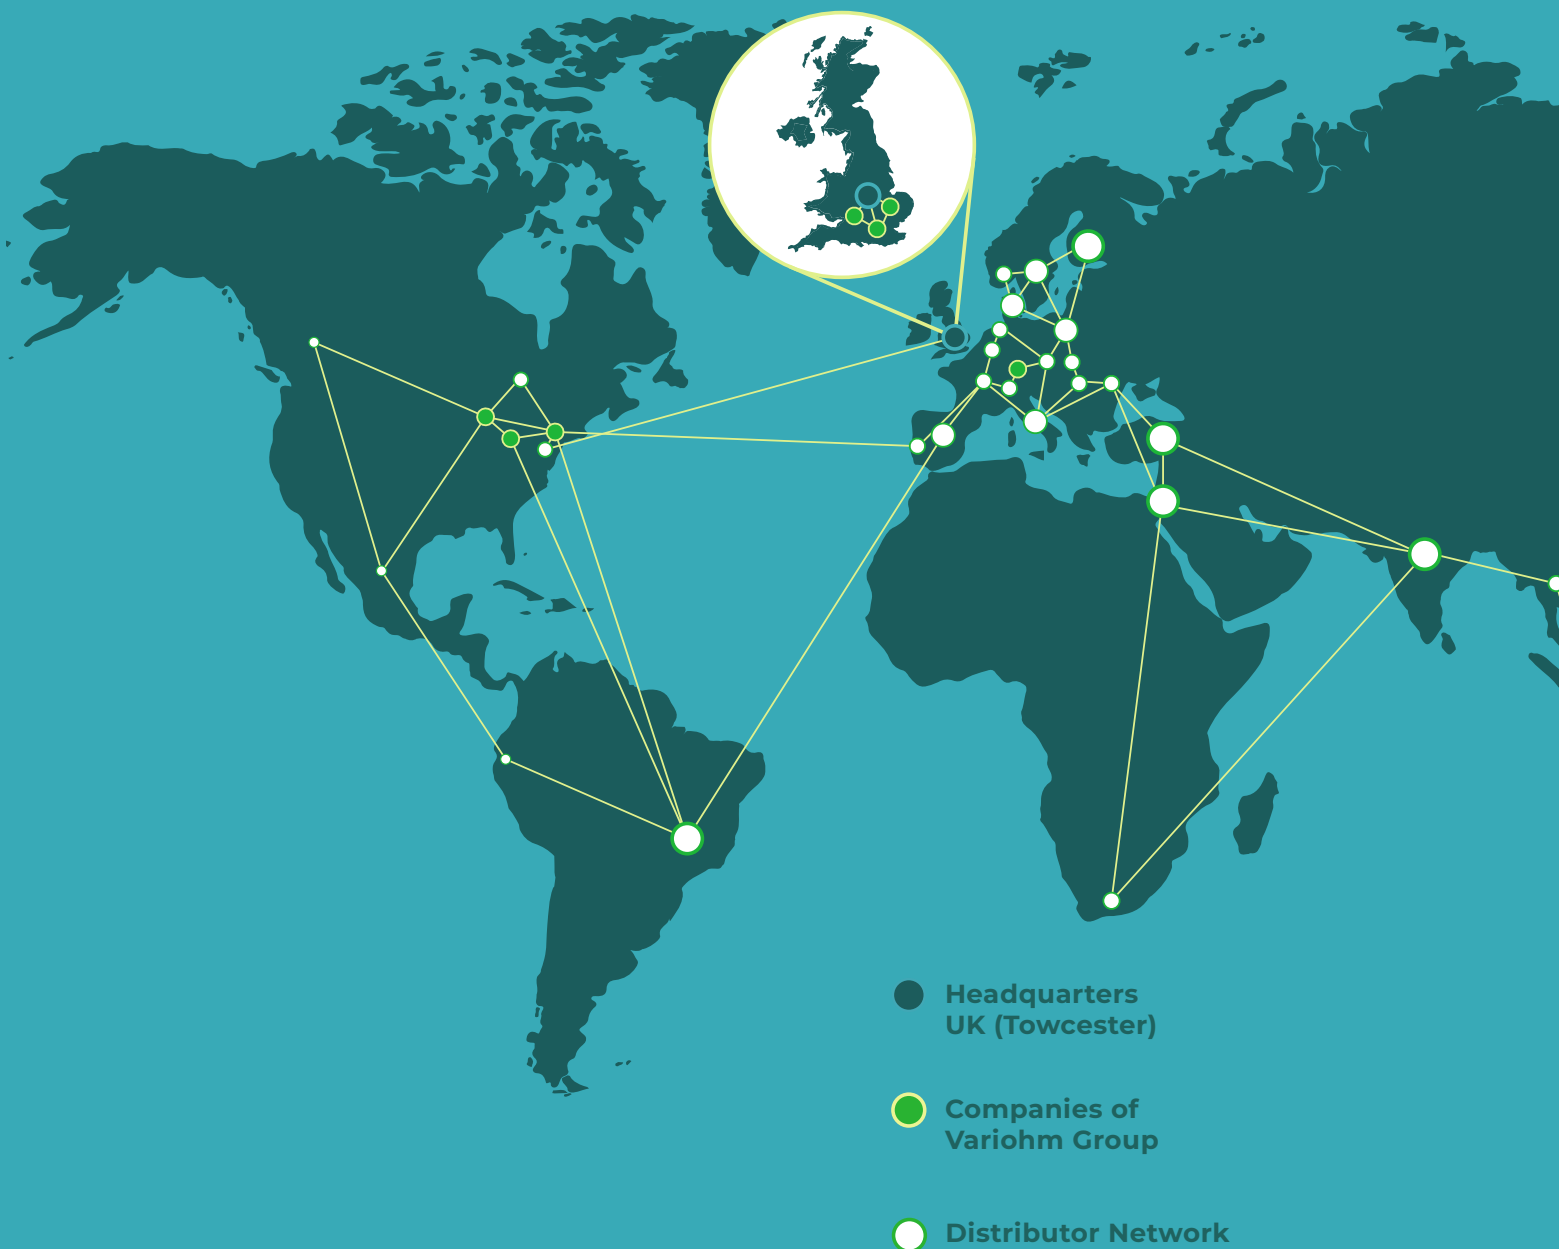 Headquarters
UK (Towcester)
Companies of
Variohm Group
Distributor Network